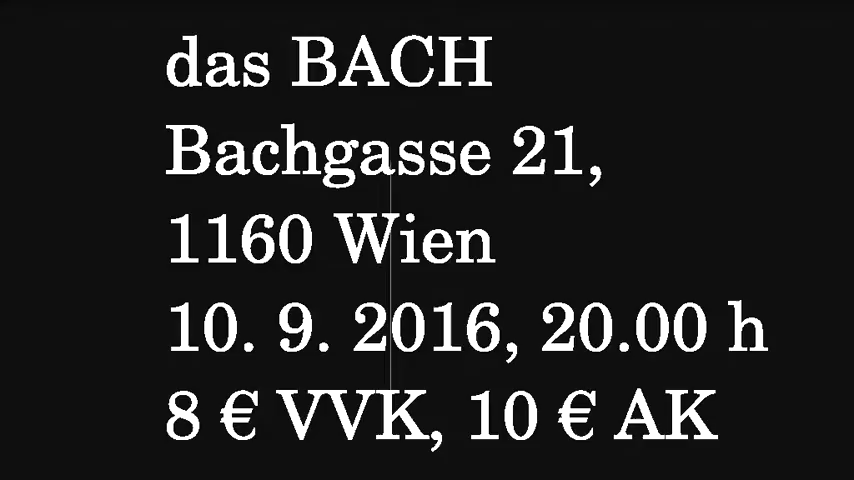 das BACH
Bachgasse 21,
1160 Wien
10. 9. 2016, 20.00 h
8 € VVK, 10 € AK